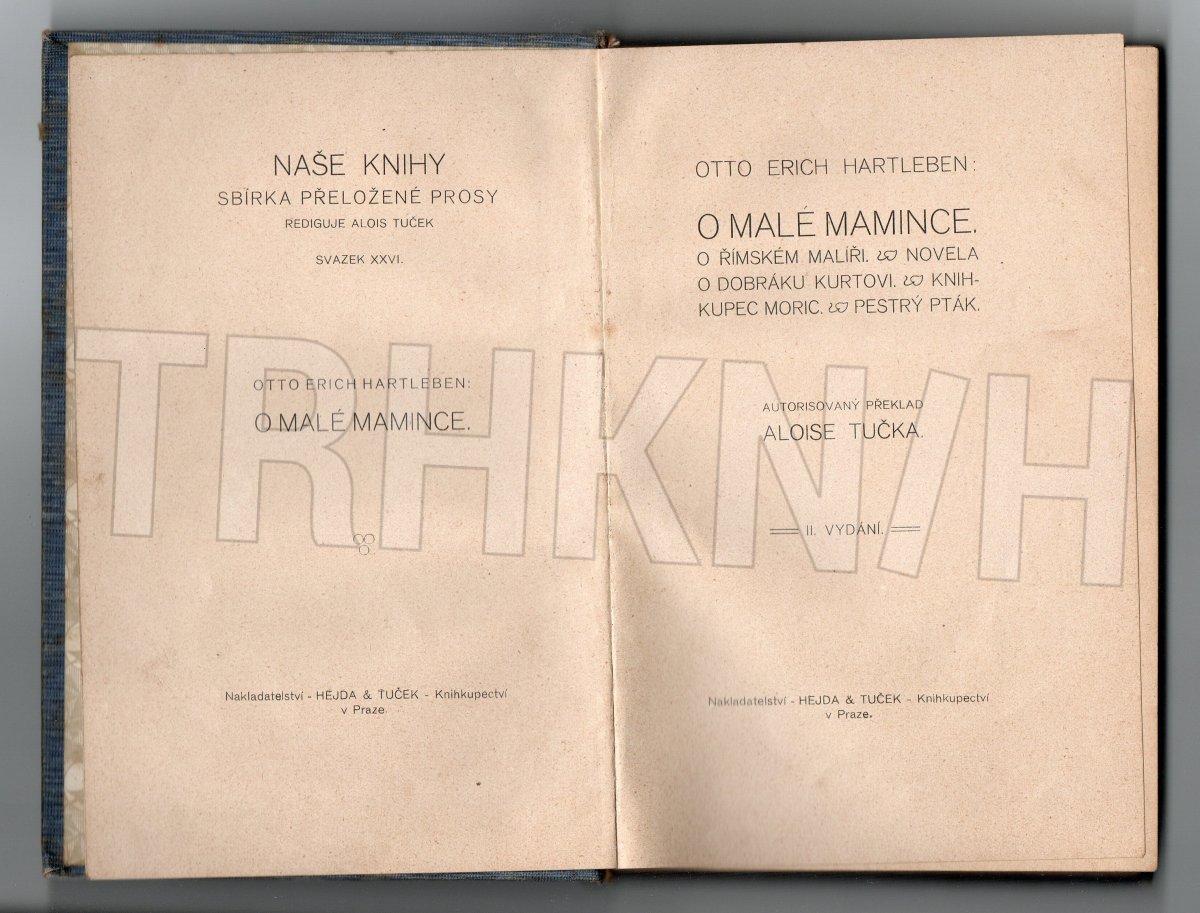 NAŠE KNIHY
SBÍRKA PŘELOŽENÉ PROSY
REDIGUJE ALOIS TUČEK
SVAZEK XXVI.
OTTO ERICH HARTLEBEN:
O MALÉ MAMINCE.
Nakladatelství - HEJDA & TUČEK - Knihkupectví
v Praze.
OTTO ERICH HARTLEBEN:
O MALÉ MAMINCE.
O ŘÍMSKÉM MALÍŘI. NOVELA
O DOBRÁKU KURTOVI. KNIH-
KUPEC MORIC. PESTRÝ PTÁK.
AUTORISOVANÝ PŘEKLAD
ALOISE TUČKA.
II. VYDÁNÍ.
Nakladatelství - HEJDA & TUČEK - Knihkupectví
v Praze.
TRHKN/H